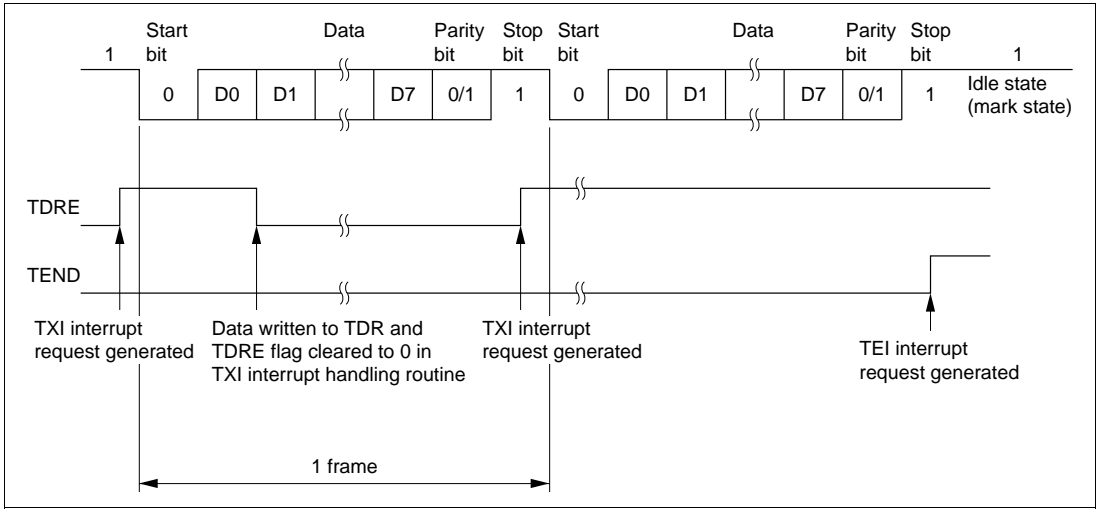 Start Data Parity Stop Start Data Parity Stop
1 bit bit bit bit bit bit 1
0 D0 D1 D7 0/1 1 0 D0 D1 D7 0/1 1 Idle state
(mark state)
TDRE
TEND
TXI interrupt
request generated
Data written to TDR and
TDRE flag cleared to 0 in
TXI interrupt handling routine
TXI interrupt
request generated
TEI interrupt
request generated
1 frame